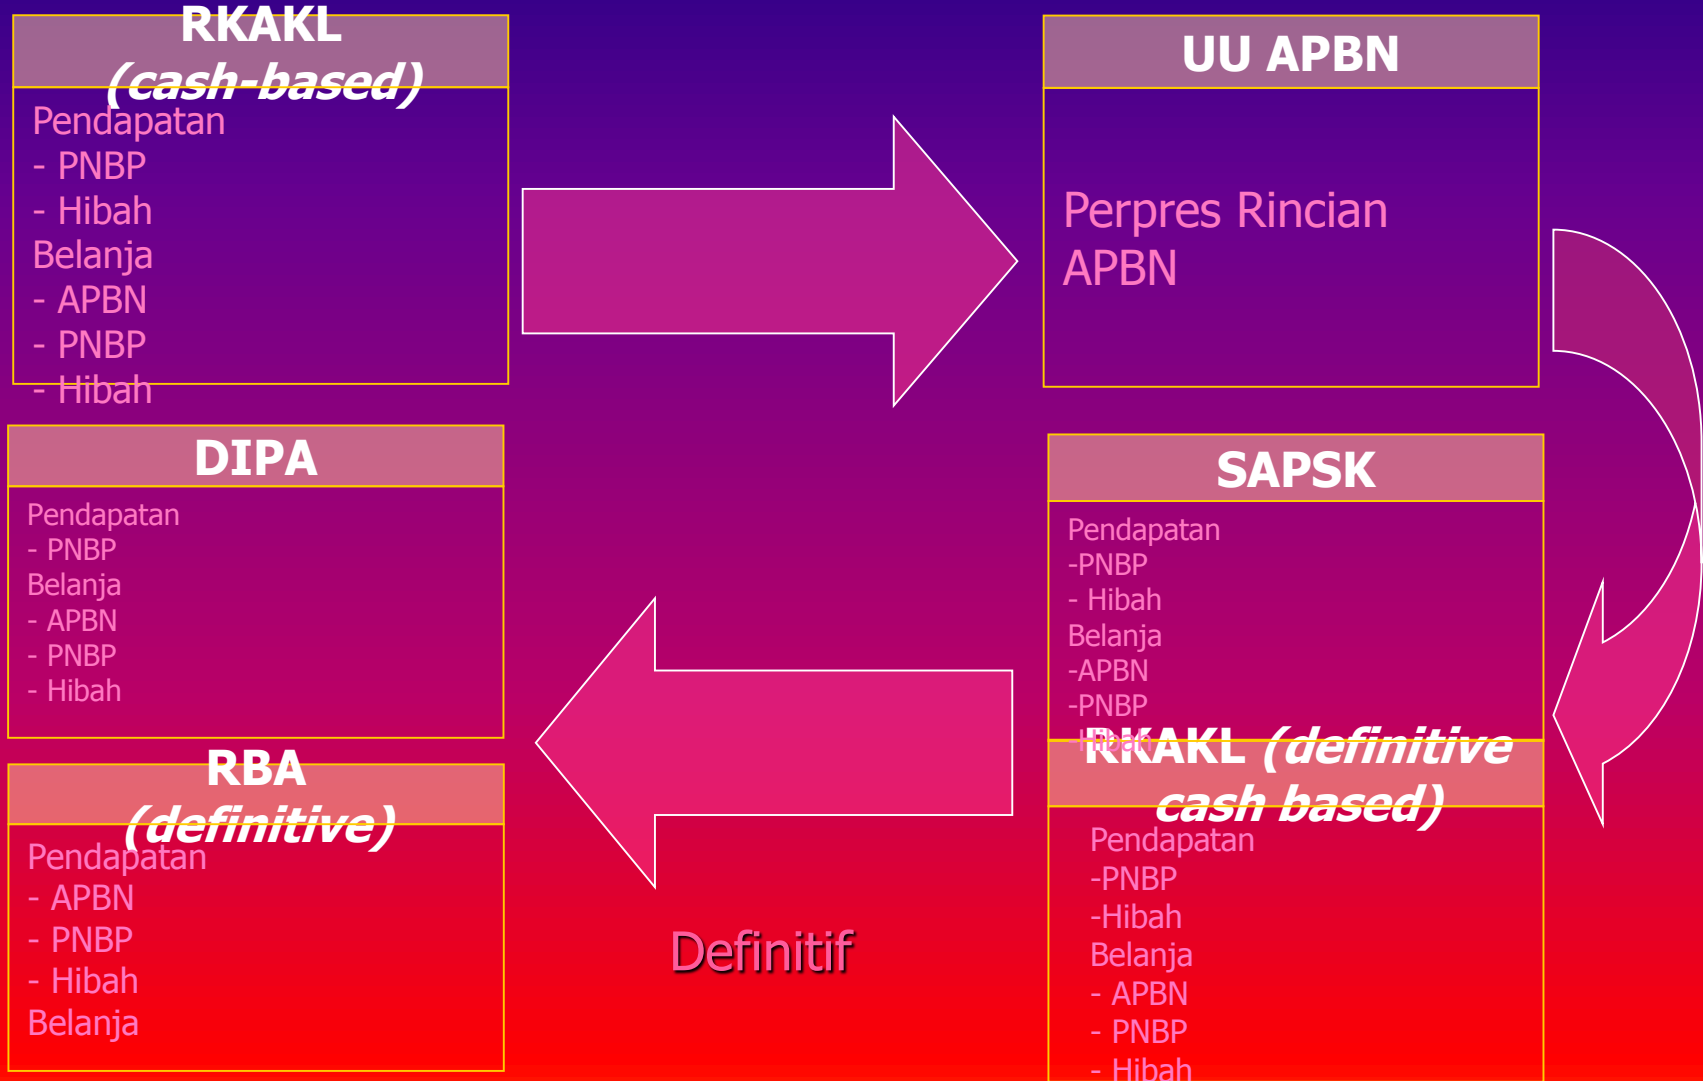 RKAKL
(cash-based)
Pendapatan
- PNBP
- Hibah
Belanja
- APBN
- PNBP
- Hibah
UU APBN
Perpres Rincian
APBN
SAPSK
Pendapatan
-PNBP
- Hibah
Belanja
-APBN
-PNBP
-Hibah
RKAKL (definitive
cash based)
Pendapatan
-PNBP
-Hibah
Belanja
- APBN
- PNBP
- Hibah
DIPA
Pendapatan
- PNBP
Belanja
- APBN
- PNBP
- Hibah
RBA
(definitive)
Pendapatan
- APBN
- PNBP
- Hibah
Belanja
Definitif